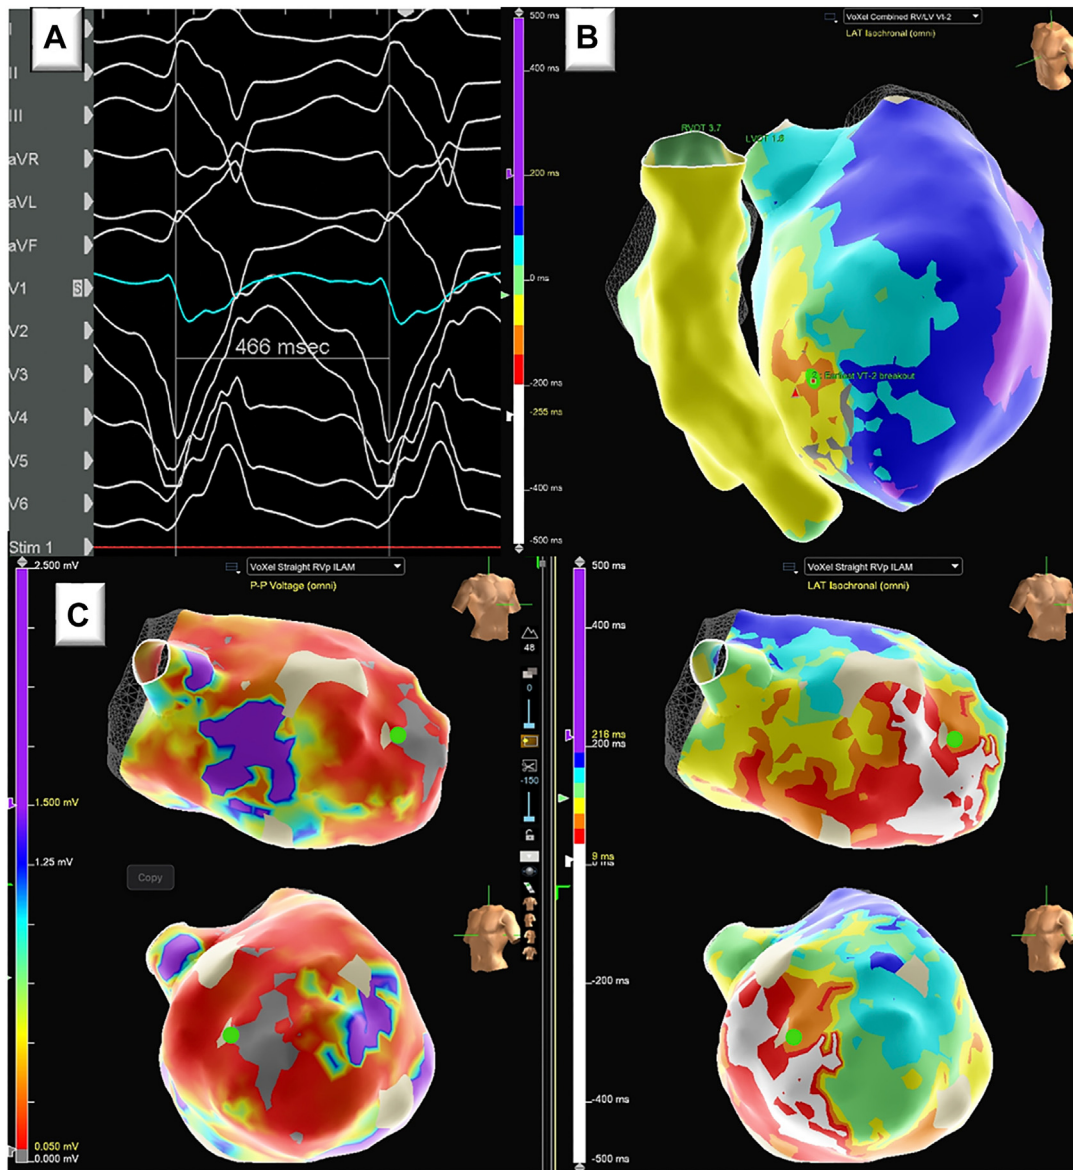 A
I
II
III
aVR
aVL
aVF
V1
S
V2
V3
V4
V5
V6
Stim 1
466 msec
500 ms
400 ms
200 ms
0 ms
-200 ms
-255 ms
-400 ms
-500 ms
B
VoXel Combined RV/LV Vt-2
LAT Isochronal (omni)
RVOT 3.7
LVOT 1.6
Earliest VT-2 breakout
C
2.500 mV
1.500 mV
1.25 mV
0.050 mV
0.000 mV
VoXel Straight RVp ILAM
P-P Voltage (omni)
Copy
48
0
-150
500 ms
400 ms
216 ms
200 ms
9 ms
0 ms
-200 ms
-400 ms
-500 ms
VoXel Straight RVp ILAM
LAT Isochronal (omni)